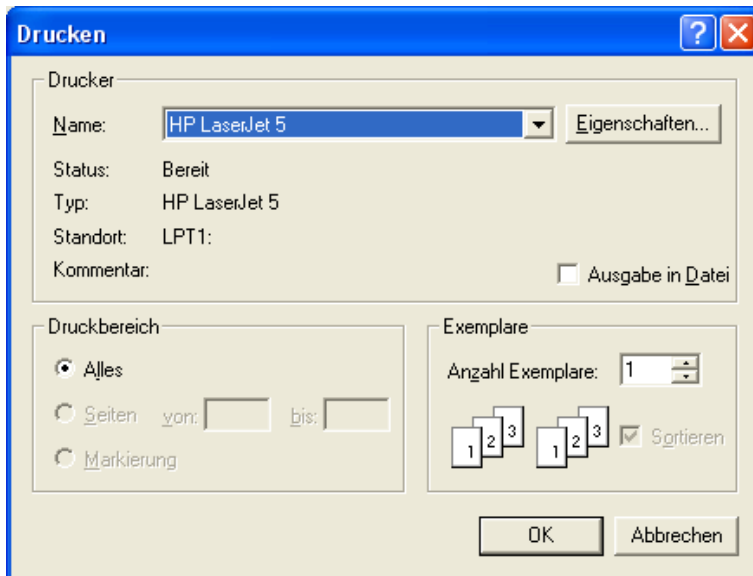 Drucken
Drucker
Name: HP LaserJet 5 Eigenschaften...
Status: Bereit
Typ: HP LaserJet 5
Standort: LPT1:
Kommentar: Ausgabe in Datei
Druckbereich
Alles
Seiten von: bis:
Markierung
Exemplare
Anzahl Exemplare: 1
1 2 3 1 2 3 Sortieren
OK Abbrechen